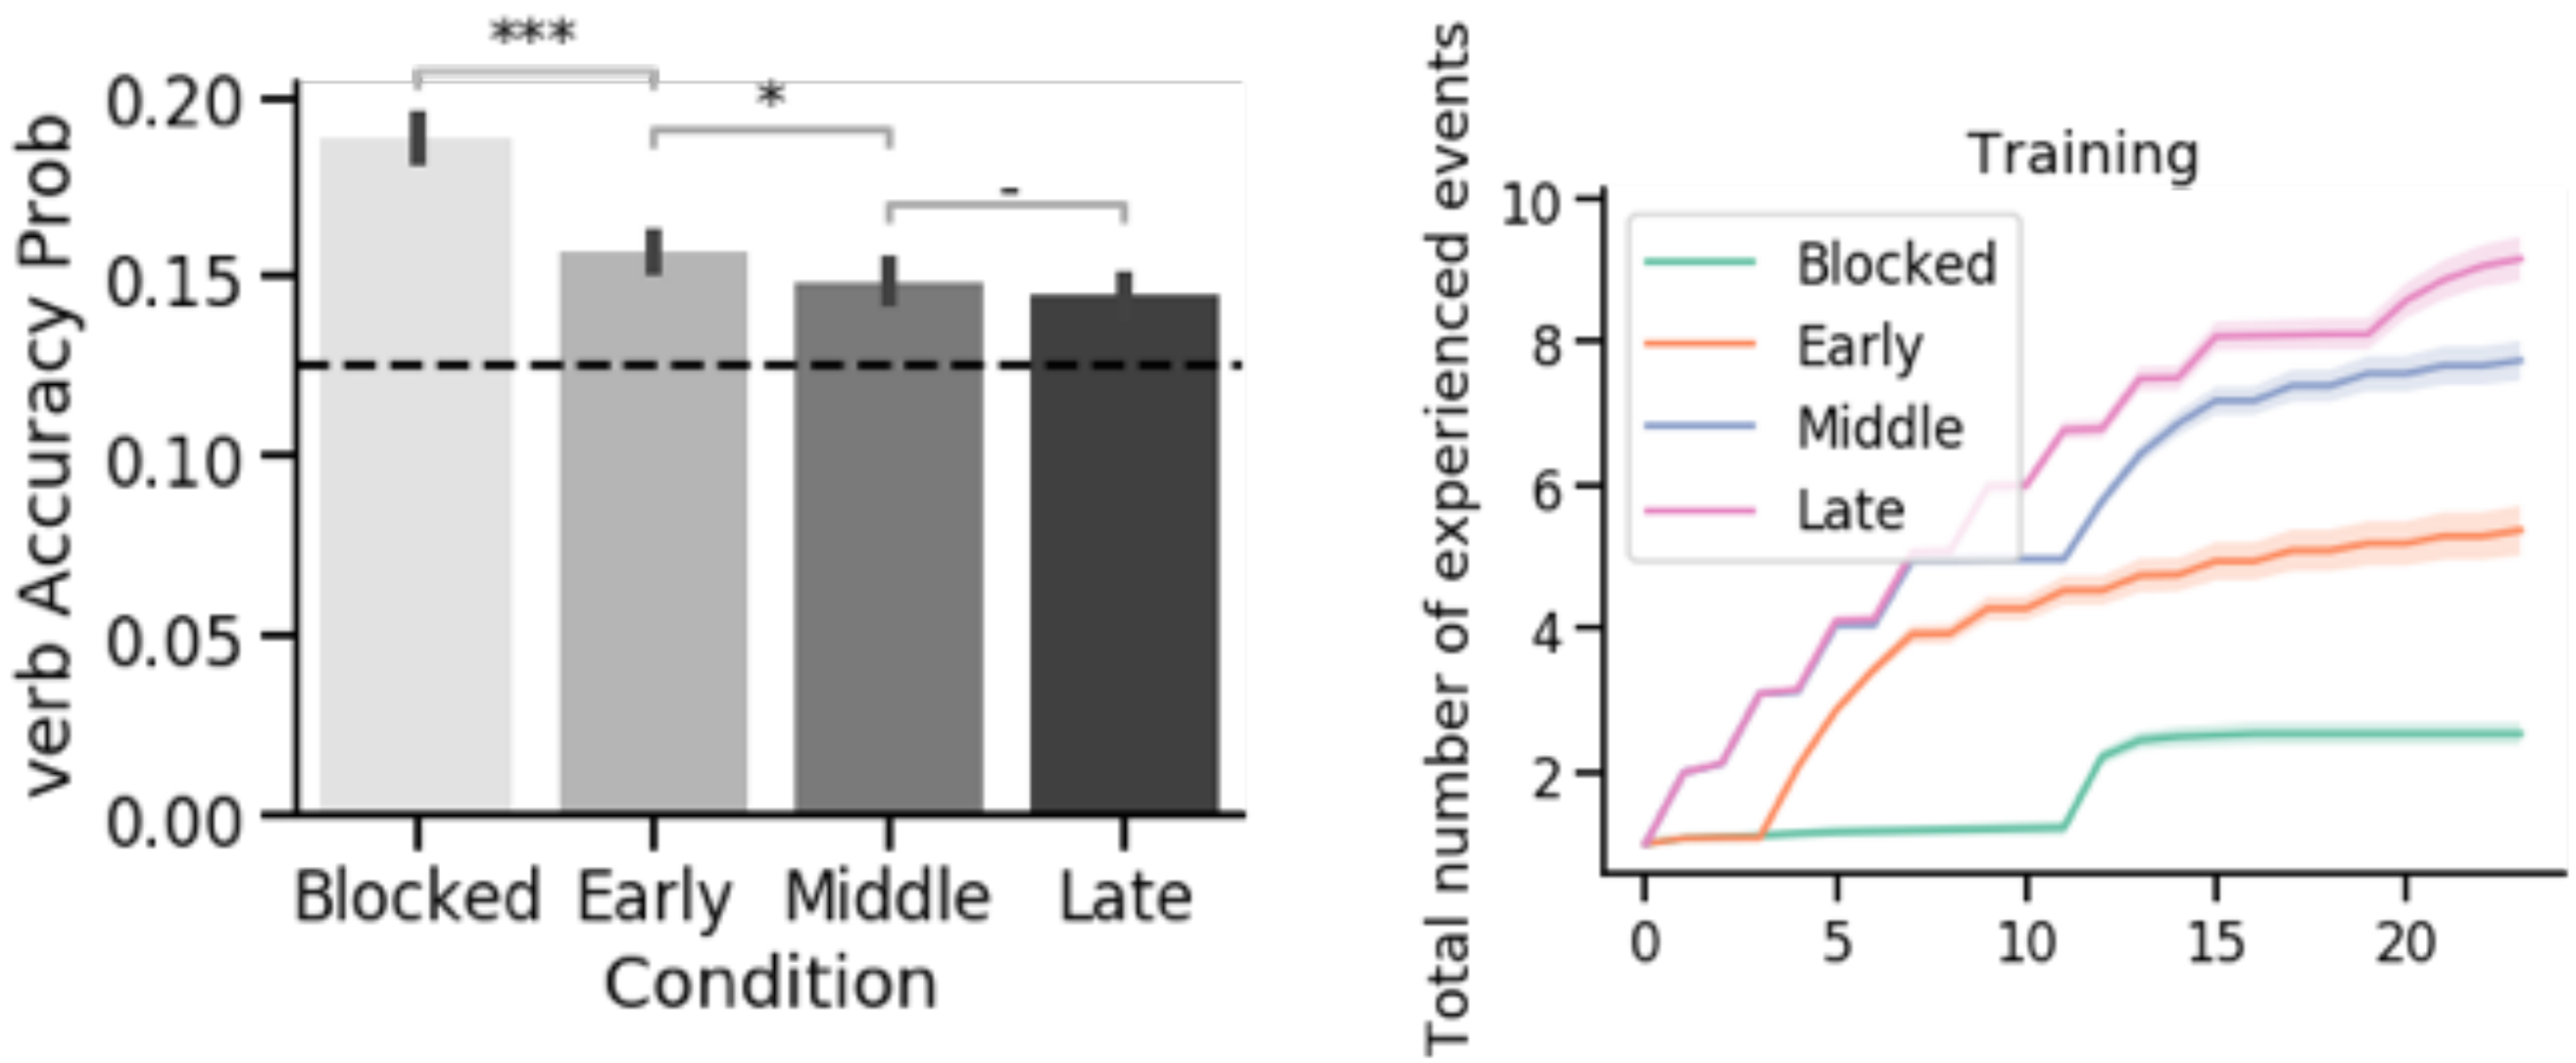 ***
*
-
verb Accuracy Prob
0.20
0.15
0.10
0.05
0.00
Blocked Early Middle Late
Condition
Total number of experienced events
Training
10
8
6
4
2
Blocked
Early
Middle
Late
0 5 10 15 20